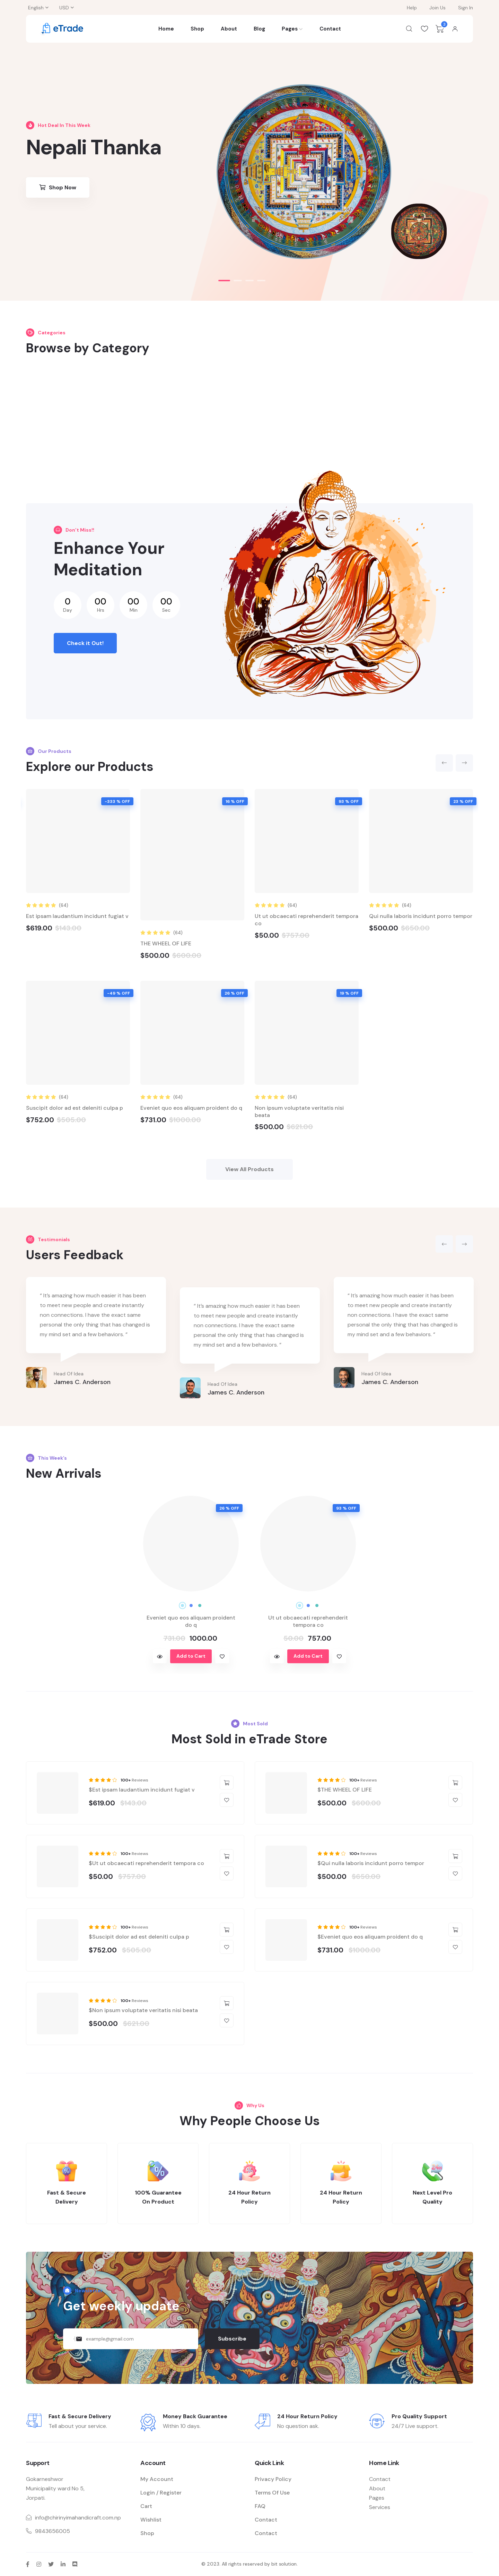 English
USD
Help
Join Us
Sign In
eTrade
Home
Shop
About
Blog
Pages
Contact
Hot Deal In This Week
Nepali Thanka
Shop Now
Categories
Browse by Category
Don't Miss!!
Enhance Your
Meditation
0
00
00
00
Day
Hrs
Min
Sec
Check it Out!
Our Products
Explore our Products
(64)
Est ipsam laudantium incidunt fugiat v
$619.00 $143.00
(64)
THE WHEEL OF LIFE
$500.00
30 % OFF
(64)
Ut ut obcaecati reprehenderit tempora
co
$50.00 $757.00
23 % OFF
(64)
Qui nulla laboris incidunt porro tempor
$500.00 $650.00
(64)
Suscipit dolor ad est deleniti culpa p
$752.00 $505.00
(64)
Eveniet quo eos aliquam proident do q
$731.00 $1000.00
(64)
Non ipsum voluptate veritatis nisi
beata
$500.00 $621.00
View All Products
Testimonials
Users Feedback
“ It's amazing how much easier it has been
to meet new people and create instantly
non connections. I have the exact same
personal the only thing that has changed is
my mind set and a few behaviors. ”
Head Of Idea
James C. Anderson
“ It's amazing how much easier it has been
to meet new people and create instantly
non connections. I have the exact same
personal the only thing that has changed is
my mind set and a few behaviors. ”
Head Of Idea
James C. Anderson
“ It's amazing how much easier it has been
to meet new people and create instantly
non connections. I have the exact same
personal the only thing that has changed is
my mind set and a few behaviors. ”
Head Of Idea
James C. Anderson
This Week's
New Arrivals
Eveniet quo eos aliquam proident
do q
731.00 1000.00
Add to Cart
Ut ut obcaecati reprehenderit
tempora co
50.00 757.00
Add to Cart
Most Sold
Most Sold in eTrade Store
100+ Reviews
$Est ipsam laudantium incidunt fugiat v
$619.00 $143.00
100+ Reviews
$THE WHEEL OF LIFE
$500.00
100+ Reviews
$Ut ut obcaecati reprehenderit tempora co
$50.00 $757.00
100+ Reviews
$Qui nulla laboris incidunt porro tempor
$500.00 $650.00
100+ Reviews
$Suscipit dolor ad est deleniti culpa p
$752.00 $505.00
100+ Reviews
$Eveniet quo eos aliquam proident do q
$731.00 $1000.00
100+ Reviews
$Non ipsum voluptate veritatis nisi beata
$500.00 $621.00
Why Us
Why People Choose Us
Fast & Secure
Delivery
100% Guarantee
On Product
24 Hour Return
Policy
24 Hour Return
Policy
Next Level Pro
Quality
Get weekly update
example@gmail.com
Subscribe
Fast & Secure Delivery
Tell about your service.
Money Back Guarantee
Within 10 days.
24 Hour Return Policy
No question ask.
Pro Quality Support
24/7 Live support.
Support
Gokarneshwor
Municipality ward No 5,
Jorpati.
info@chinnyimahandicraft.com.np
9843656005
Account
My Account
Login / Register
Cart
Wishlist
Shop
Quick Link
Privacy Policy
Terms Of Use
FAQ
Contact
Contact
Home Link
Contact
About
Pages
Services
© 2023. All rights reserved by bit solution.